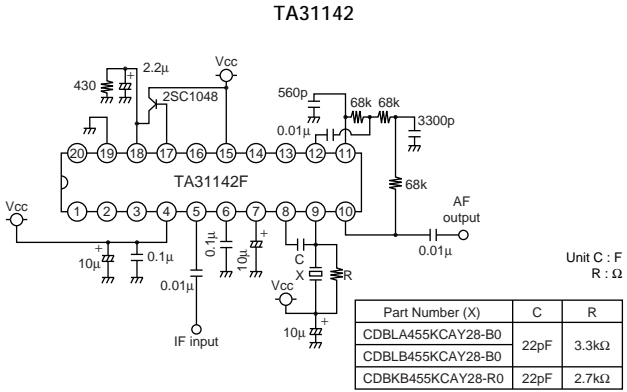 TA31142
Vcc
2.2μ
+
430
2SC1048
560p
68k 68k
0.01μ
3300p
20 19 18 17 16 15 14 13 12 11
TA31142F
68k
1 2 3 4 5 6 7 8 9 10
Vcc
AF
output
0.01μ
+
10μ
0.1μ
0.01μ
IF input
0.1μ
+
10μ
C
X
R
Vcc
10μ
+
Unit C : F
R : Ω
Part Number (X) C R
CDBLA455KCAY28-B0 22pF 3.3kΩ
CDBLB455KCAY28-B0
CDBKB455KCAY28-R0 22pF 2.7kΩ